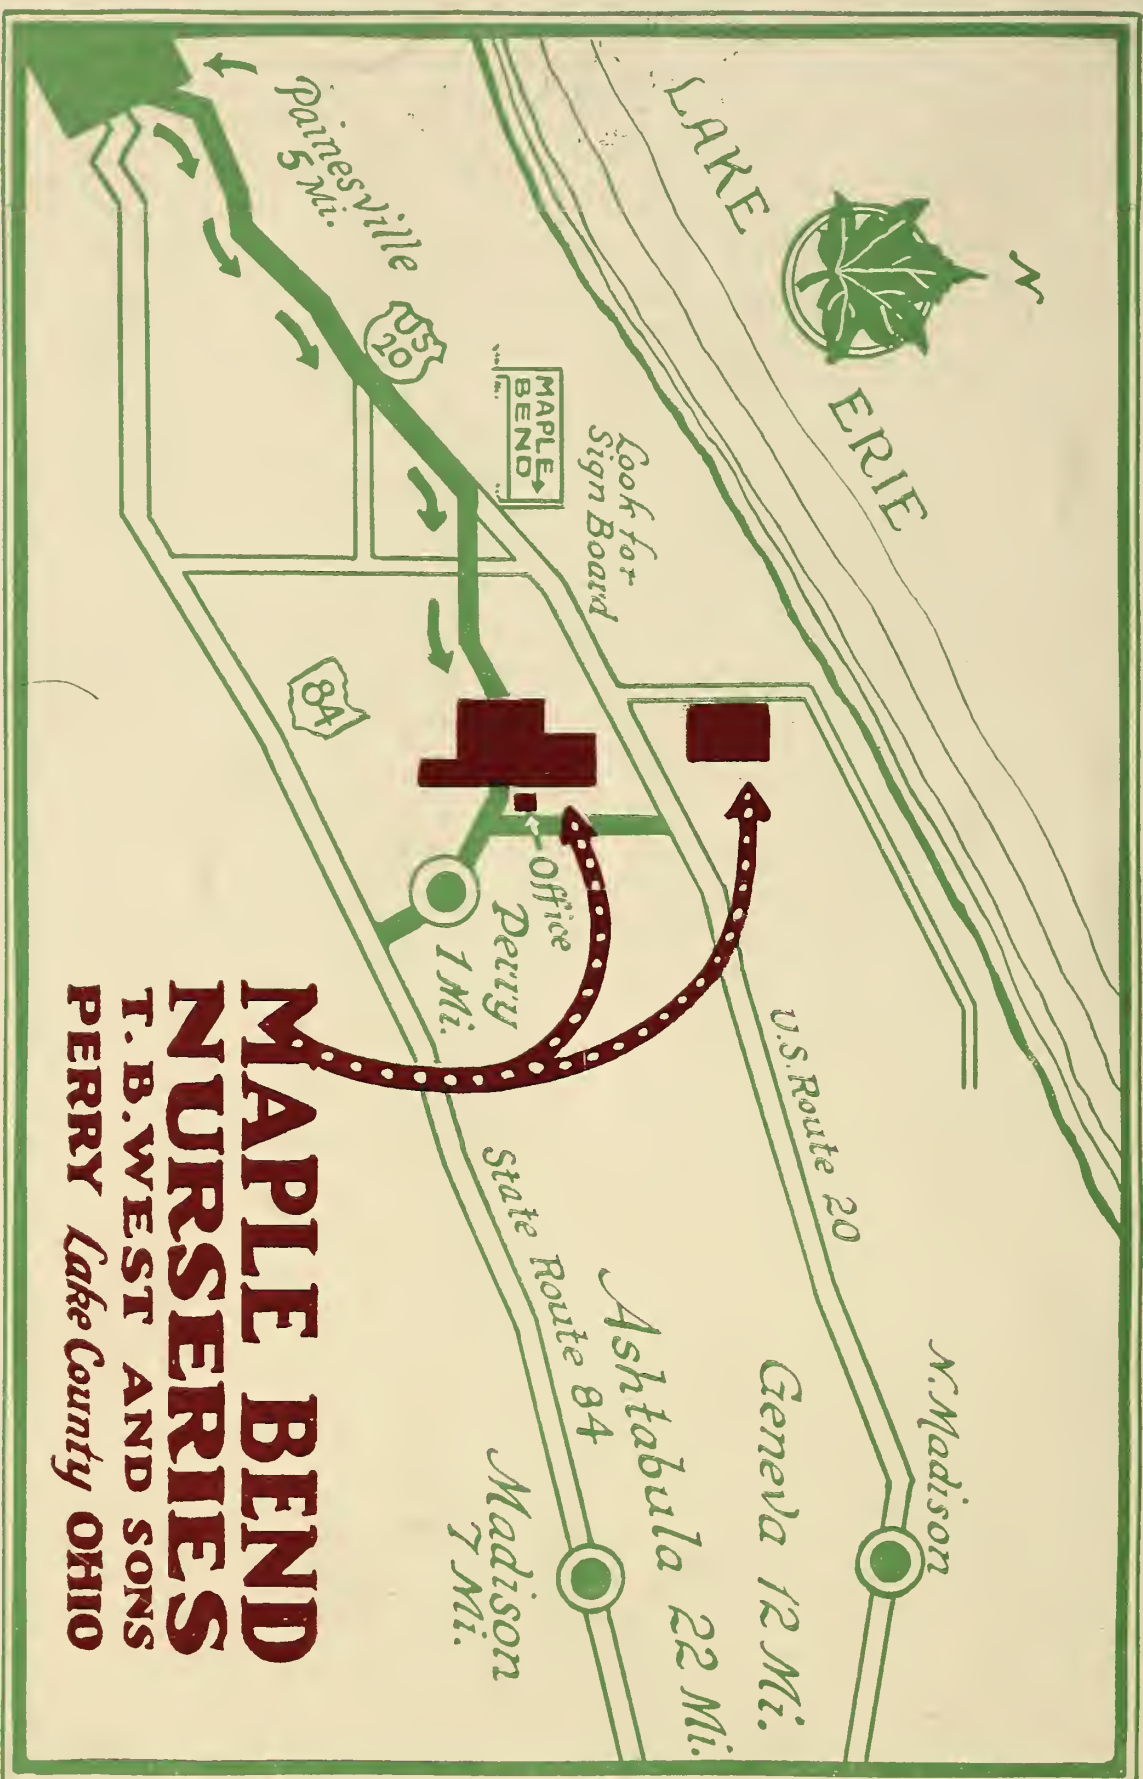 N
LAKE ERIE
N. Madison
Geneva 12 Mi.
Ashtabula 22 Mi.
Madison
7 Mi.
U.S. Route 20
State Route 84
Look for
Sign Board
MAPLE
BEND
US
20
Painesville
5 Mi.
Office
Perry
1 Mi.
84
MAPLE BEND
NURSERIES
T. B. WEST AND SONS
PERRY Lake County OHIO